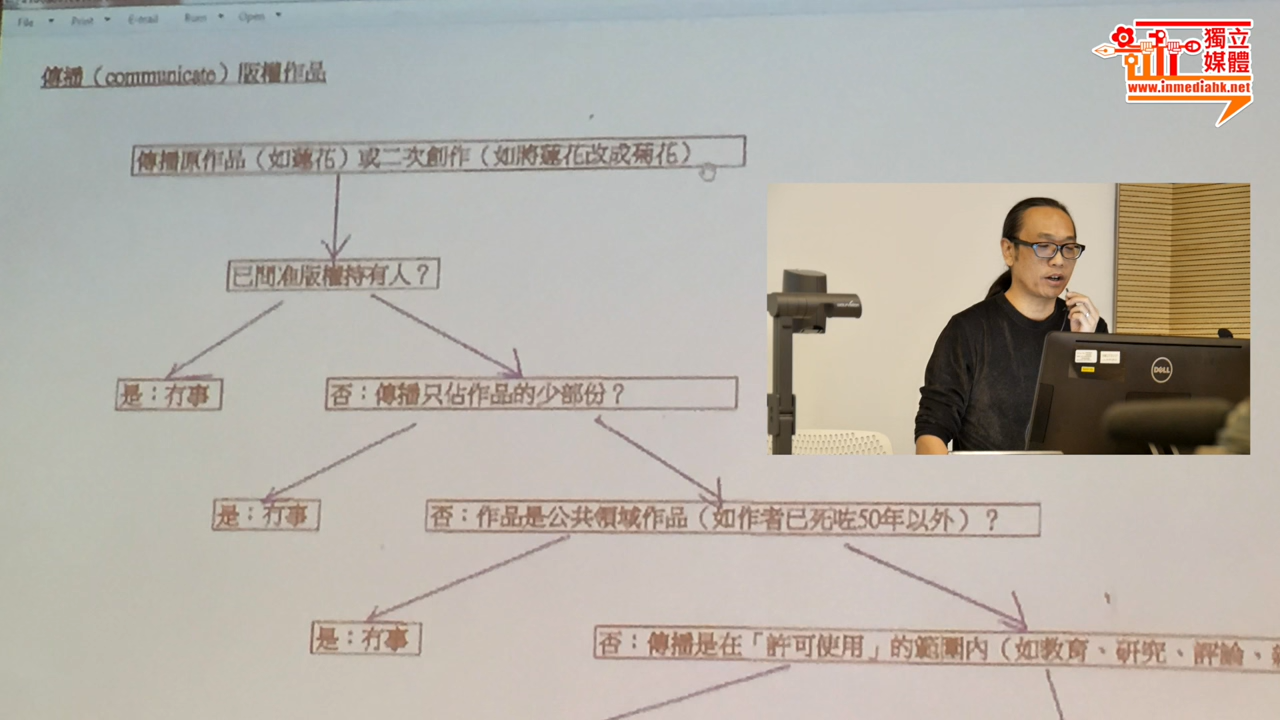 File Print E-mail Burn Open
獨立
媒體
www.inmediahk.net
傳播（communicate）版權作品
傳播原作品（如蓮花）或二次創作（如將蓮花改成菊花）
已問准版權持有人？
是：冇事
否：傳播只佔作品的少部份？
DELL
是：冇事
否：作品是公共領域作品（如作者已死咗50年以外）？
是：冇事
否：傳播是在「許可使用」的範圍內（如教育、研究、評論、